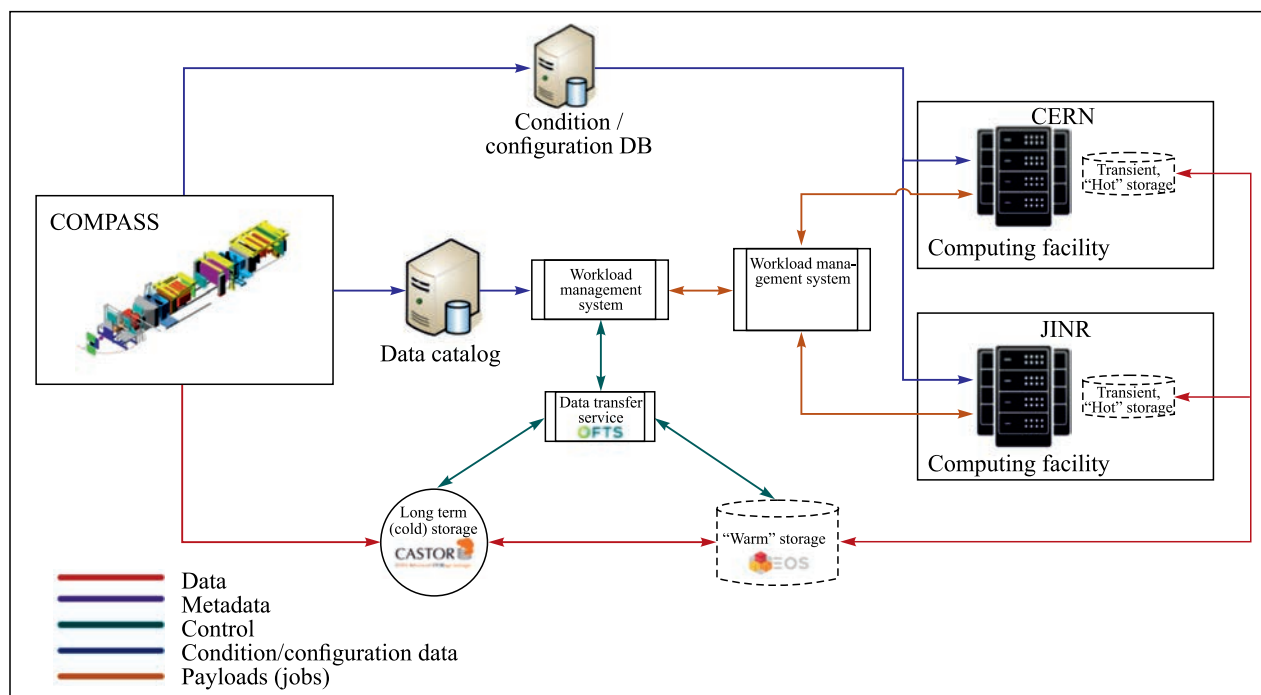 Condition /
configuration DB
CERN
Transient,
“Hot” storage
Computing facility
COMPASS
Data catalog
Workload
management
system
Workload mana-
gement system
JINR
Transient,
“Hot” storage
Computing facility
Data transfer
service
FTS
Long term
(cold) storage
CASTOR
“Warm” storage
EOS
Data
Metadata
Control
Condition/configuration data
Payloads (jobs)